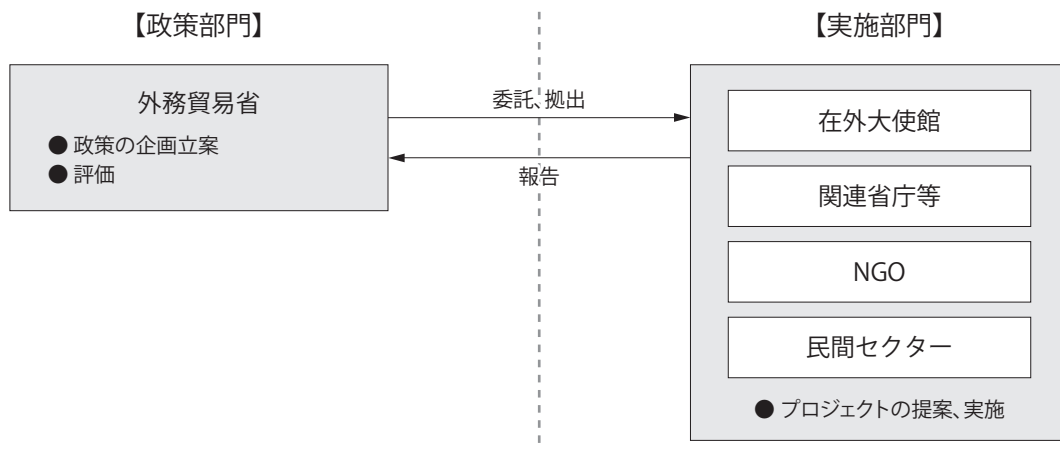 【政策部門】
【実施部門】
外務貿易省
● 政策の企画立案
● 評価
委託、拠出
報告
在外大使館
関連省庁等
NGO
民間セクター
● プロジェクトの提案、実施